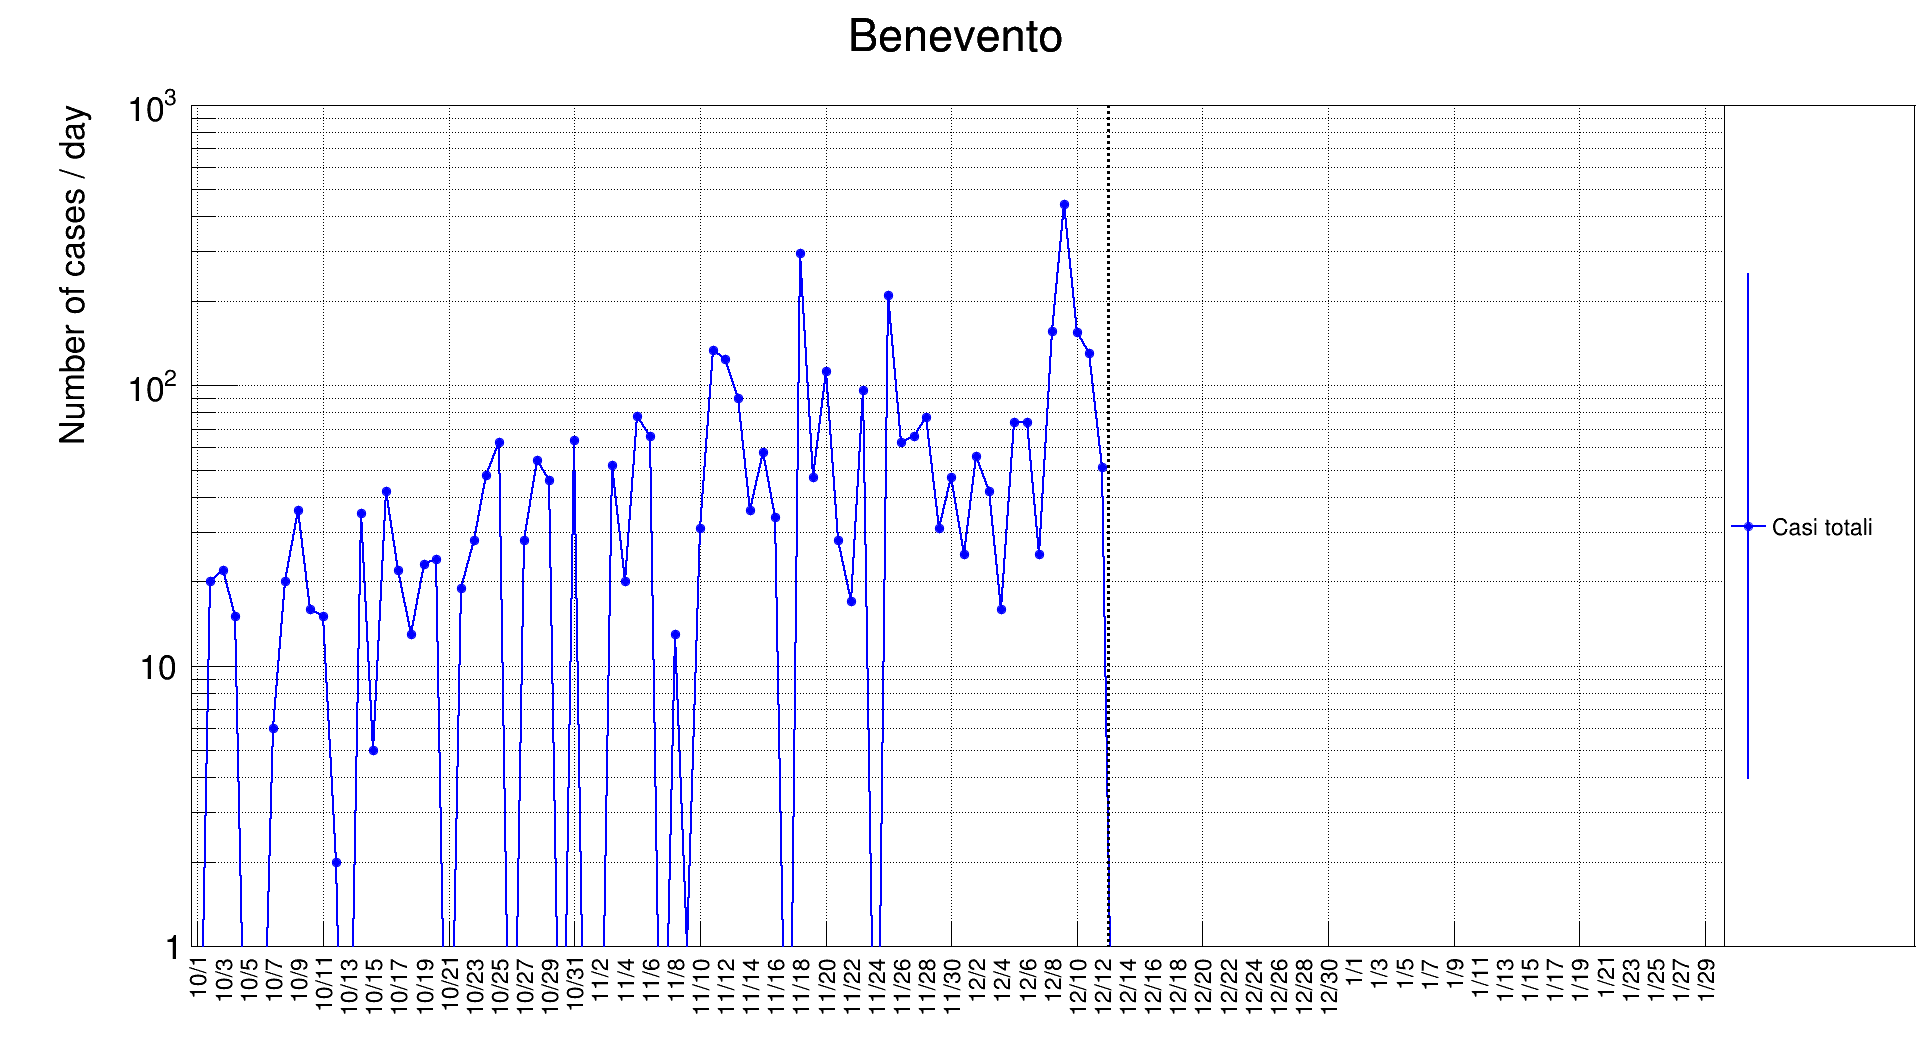 Benevento
Number of cases / day
10³
10²
10
1
10/1 10/3 10/5 10/7 10/9 10/11 10/13 10/15 10/17 10/19 10/21 10/23 10/25 10/27 10/29 10/31 11/2 11/4 11/6 11/8 11/10 11/12 11/14 11/16 11/18 11/20 11/22 11/24 11/26 11/28 11/30 12/2 12/4 12/6 12/8 12/10 12/12 12/14 12/16 12/18 12/20 12/22 12/24 12/26 12/28 12/30 1/1 1/3 1/5 1/7 1/9 1/11 1/13 1/15 1/17 1/19 1/21 1/23 1/25 1/27 1/29
Casi totali